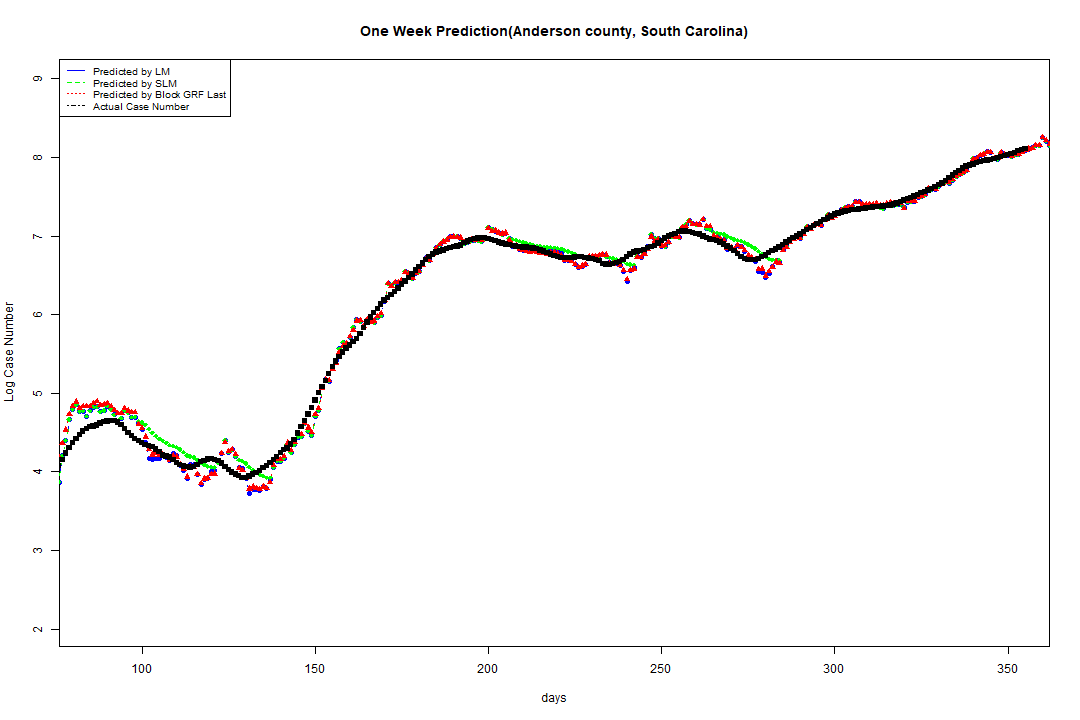 One Week Prediction(Anderson county, South Carolina)
Predicted by LM
Predicted by SLM
Predicted by Block GRF Last
Actual Case Number
9
8
7
6
5
4
3
2
Log Case Number
100 150 200 250 300 350
days